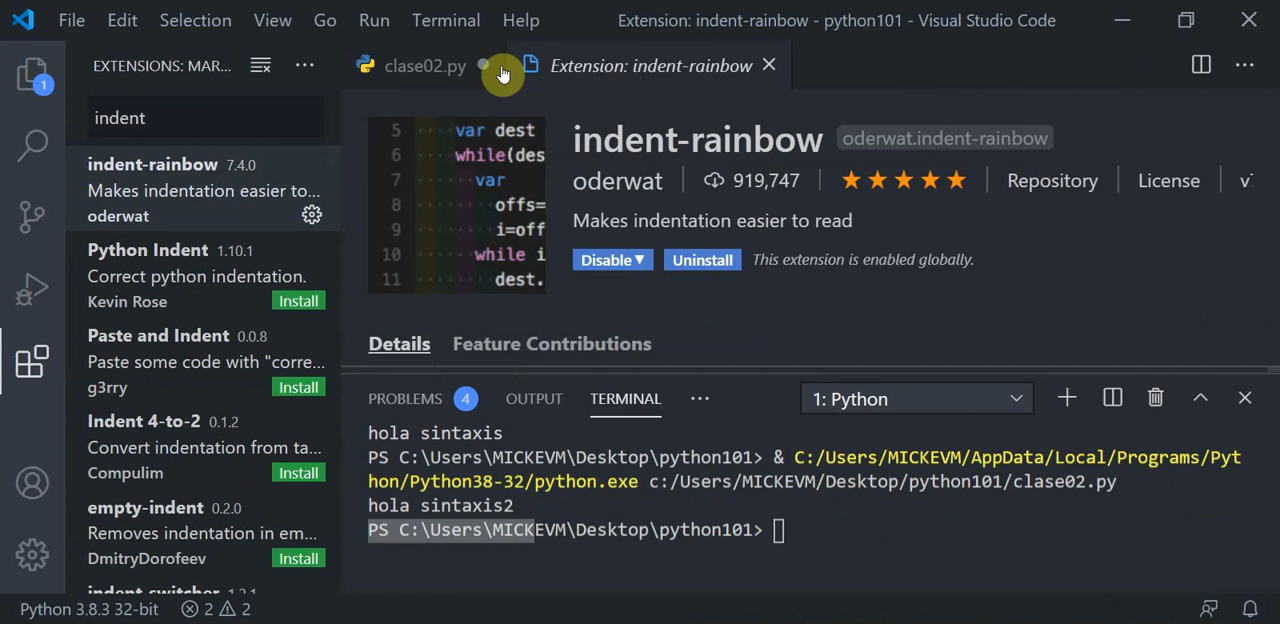 File Edit Selection View Go Run Terminal Help Extension: indent-rainbow - python101 - Visual Studio Code
EXTENSIONS: MAR...
clase02.py
Extension: indent-rainbow
1
indent
indent-rainbow 7.4.0
Makes indentation easier to...
oderwat
Python Indent 1.10.1
Correct python indentation.
Kevin Rose Install
Paste and Indent 0.0.8
Paste some code with "corre...
g3rry Install
Indent 4-to-2 0.1.2
Convert indentation from ta...
Compulim Install
empty-indent 0.2.0
Removes indentation in em...
DmitryDorofeev Install
indent-switcher 1.2.1
5 var dest
6 while(des
7 var
8 offs=
9 i=off
10 while i
11 dest.
indent-rainbow oderwat.indent-rainbow
oderwat 919,747 Repository License v
Makes indentation easier to read
Disable Uninstall This extension is enabled globally.
Details Feature Contributions
PROBLEMS 4 OUTPUT TERMINAL 1: Python
hola sintaxis
PS C:\Users\MICKEVM\Desktop\python101> & C:/Users/MICKEVM/AppData/Local/Programs/Pyt
hon/Python38-32/python.exe c:/Users/MICKEVM/Desktop/python101/clase02.py
hola sintaxis2
PS C:\Users\MICKEVM\Desktop\python101>
Python 3.8.3 32-bit 2 2